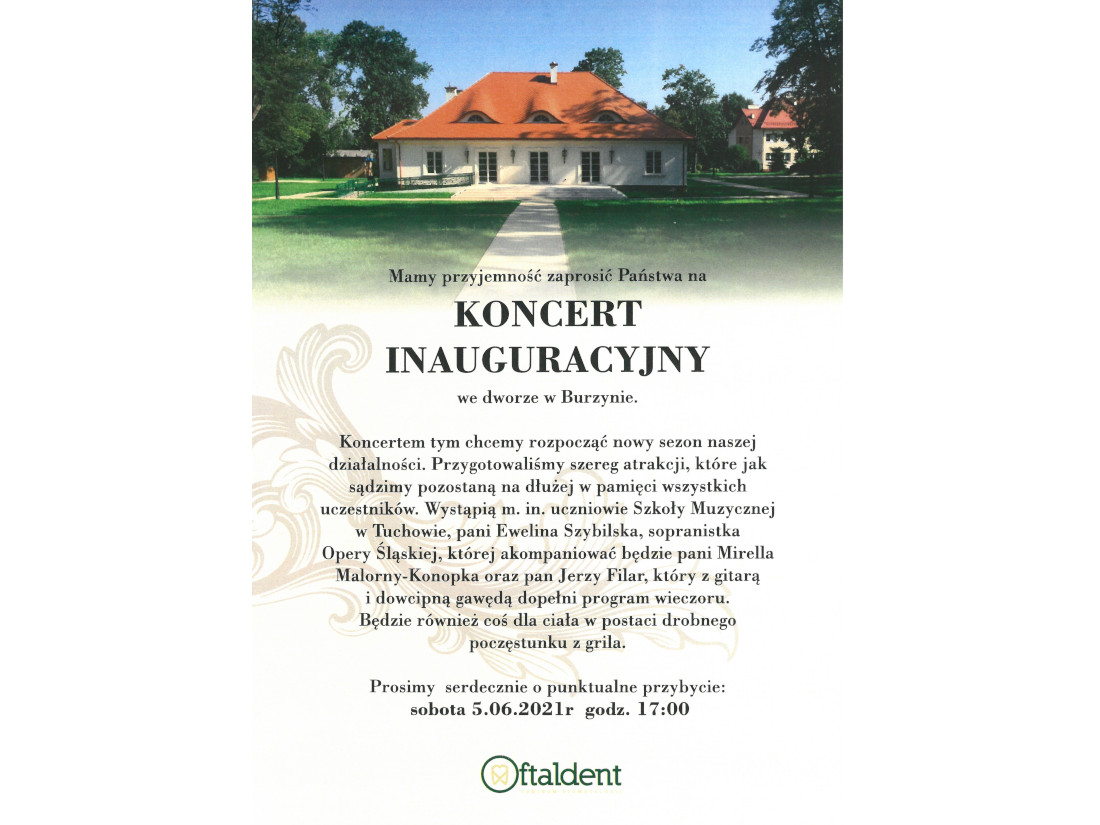 Mamy przyjemność zaprosić Państwa na
KONCERT
INAUGURACYJNY
we dworze w Burzynie.
Koncertem tym chcemy rozpocząć nowy sezon naszej
działalności. Przygotowaliśmy szereg atrakcji, które jak
sądzimy pozostaną na dłużej w pamięci wszystkich
uczestników. Wystąpią m. in. uczniowie Szkoły Muzycznej
w Tuchowie, pani Ewelina Szybilska, sopranistka
Opery Śląskiej, której akompaniować będzie pani Mirella
Malorny-Konopka oraz pan Jerzy Filar, który z gitarą
i dowcipną gawędą dopełni program wieczoru.
Będzie również coś dla ciała w postaci drobnego
poczęstunku z grila.
Prosimy serdecznie o punktualne przybycie:
sobota 5.06.2021r godz. 17:00
Oftaldent